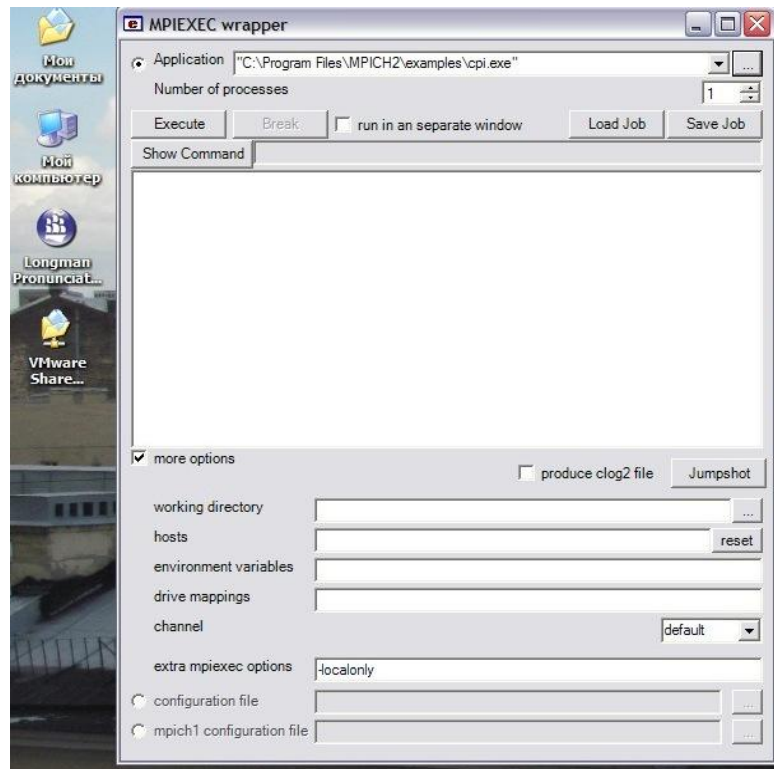 Мои
документы
Мой
компьютер
Longman
Pronunciat...
VMware
Share...
MPIEXEC wrapper
Application "C:\Program Files\MPICH2\examples\cpi.exe" ...
Number of processes 1
Execute Break run in an separate window Load Job Save Job
Show Command
more options
produce clog2 file Jumpshot
working directory ...
hosts reset
environment variables
drive mappings
channel default
extra mpiexec options -localonly
configuration file ...
mpich1 configuration file ...